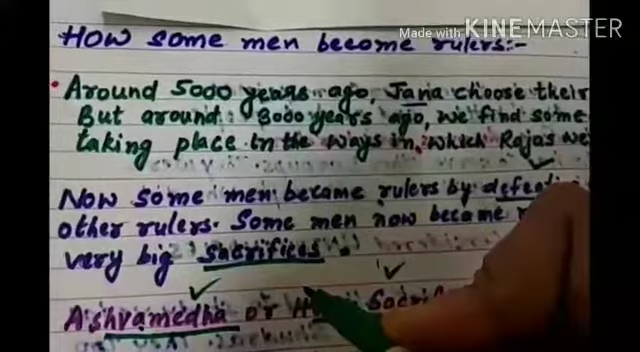 Made with KINEMASTER
How some men become rulers:-
• Around 5000 years ago, Jana choose their
But around 3000 years ago, we find some
taking place in the ways in which Rajas we
Now some men became rulers by
other rulers. Some men now became
very big sacrifices.
Ashvamedha or